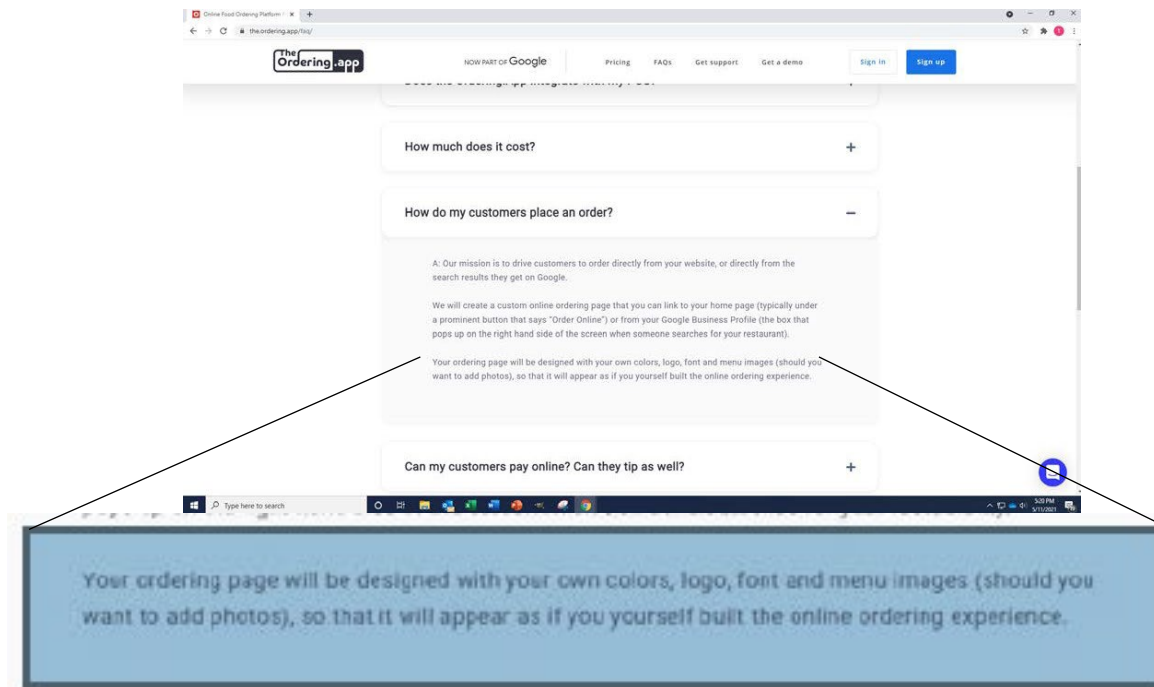 Online Food Ordering Platform
theordering.app/faq/
The
Ordering.app
NOW PART OF Google
Pricing
FAQs
Get support
Get a demo
Sign in
Sign up
How much does it cost?
How do my customers place an order?
A: Our mission is to drive customers to order directly from your website, or directly from the
search results they get on Google.
We will create a custom online ordering page that you can link to your home page (typically under
a prominent button that says "Order Online") or from your Google Business Profile (the box that
pops up on the right hand side of the screen when someone searches for your restaurant).
Your ordering page will be designed with your own colors, logo, font and menu images (should you
want to add photos), so that it will appear as if you yourself built the online ordering experience.
Can my customers pay online? Can they tip as well?
Type here to search
5:20 PM
5/11/2021
Your ordering page will be designed with your own colors, logo, font and menu images (should you
want to add photos), so that it will appear as if you yourself built the online ordering experience.